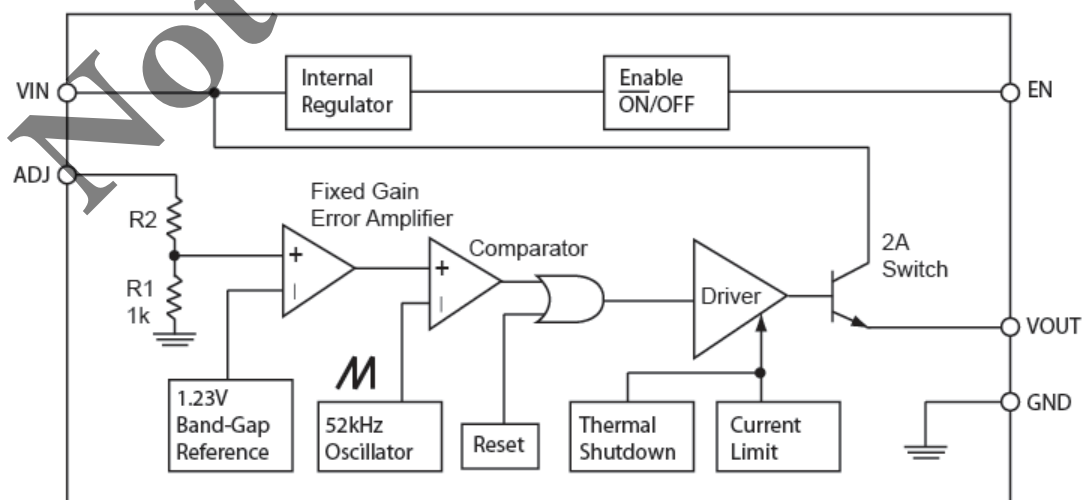 Not
VIN
Internal
Regulator
Enable
ON/OFF
EN
ADJ
R2
R1
1k
Fixed Gain
Error Amplifier
+
|
Comparator
+
|
Driver
2A
Switch
VOUT
GND
1.23V
Band-Gap
Reference
52kHz
Oscillator
Reset
Thermal
Shutdown
Current
Limit